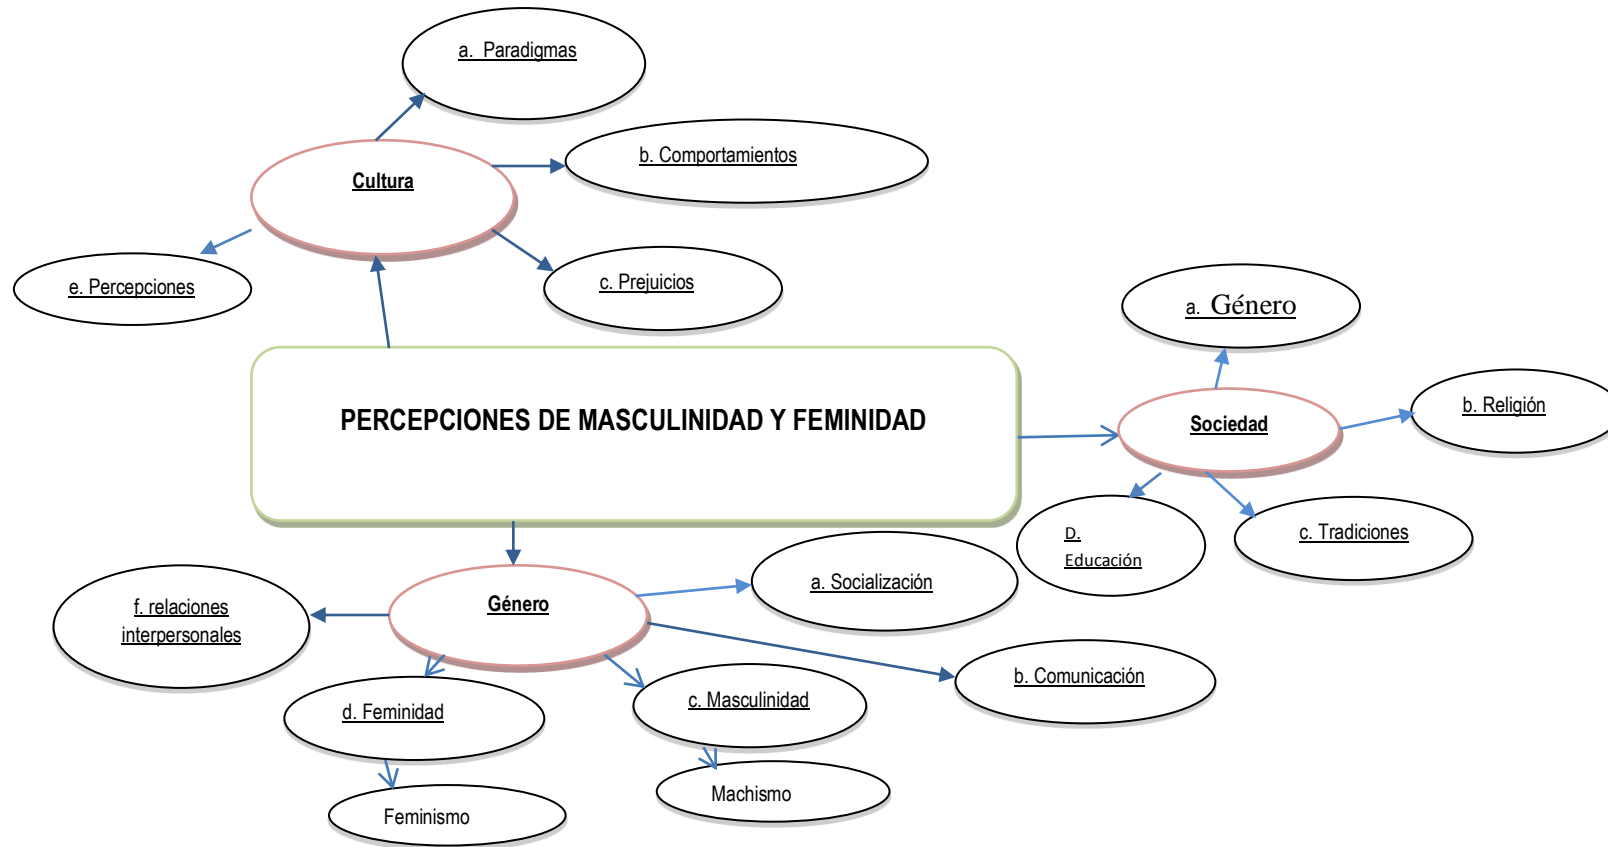 a. Paradigmas
b. Comportamientos
Cultura
e. Percepciones
c. Prejuicios
a. Género
PERCEPCIONES DE MASCULINIDAD Y FEMINIDAD
Sociedad
b. Religión
D.
Educación
c. Tradiciones
Género
a. Socialización
f. relaciones
interpersonales
b. Comunicación
d. Feminidad
c. Masculinidad
Feminismo
Machismo